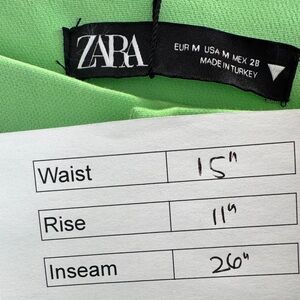 ZARA
EUR M USA M MEX 28
MADE IN TURKEY
Waist 15"
Rise 11"
Inseam 26"